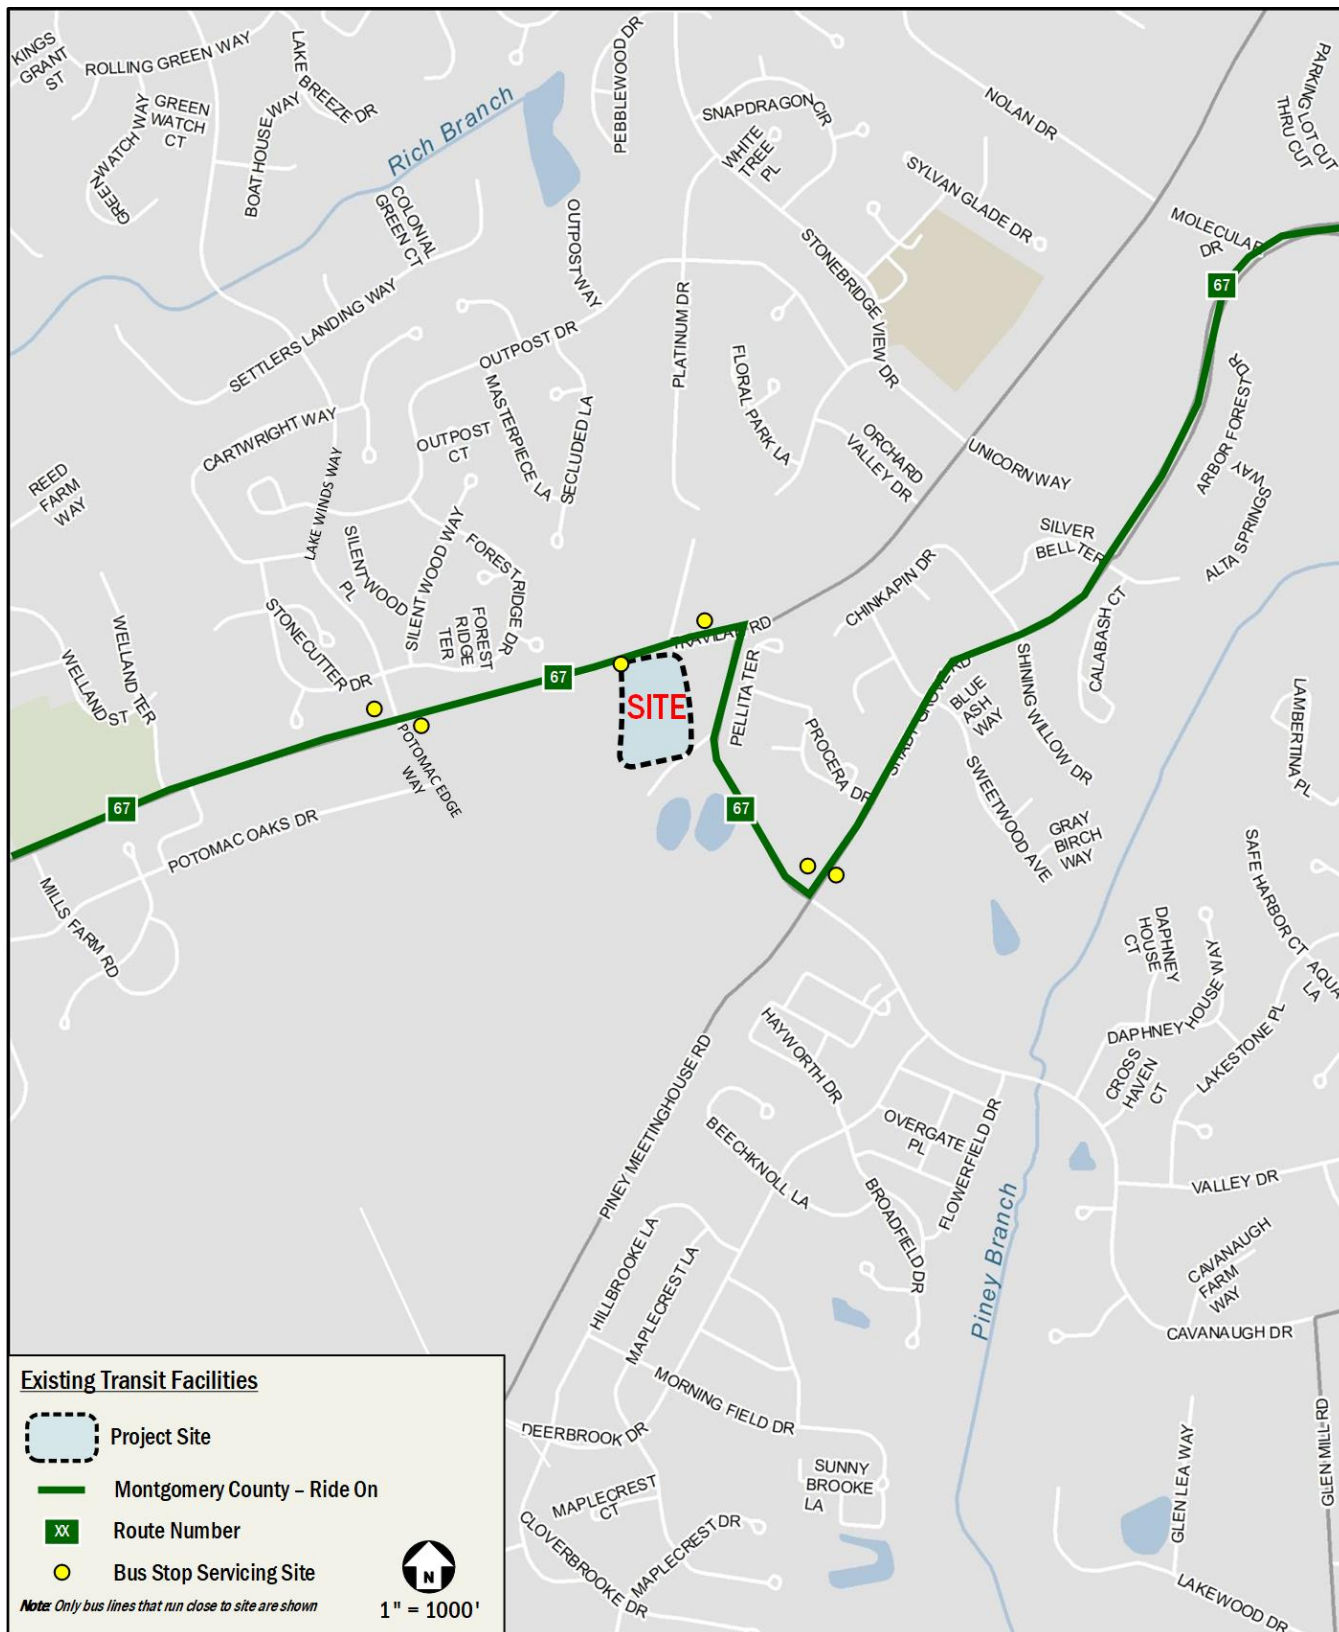 KINGS
GRANT
ST
ROLLING GREEN WAY
LAKE
BREEZE DR
GREEN
WATCH
CT
GREEN
WATCH WAY
BOAT HOUSE WAY
Rich Branch
COLONIAL
GREEN CT
PEBBLEWOOD DR
SNAPDRAGON CIR
WHITE
TREE
PL
NOLAN DR
PARKING LOT CUT
THRU CUT
SYLVAN GLADE DR
MOLECULAR
DR
67
OUTPOST WAY
STONEBRIDGE VIEW DR
SETTLERS LANDING WAY
OUTPOST DR
PLATINUM DR
FLORAL PARK LA
MASTERPIECE LA
SECLUDED LA
CARTWRIGHT WAY
OUTPOST
CT
ORCHARD
VALLEY DR
UNICORN WAY
ARBOR FOREST
DR
ALTA SPRINGS
WAY
REED
FARM
WAY
LAKE WINDS WAY
SILENT WOOD
PL
SILENT WOOD WAY
FOREST RIDGE DR
FOREST
RIDGE
TER
SILVER
BELL TER
CHINKAPIN DR
CALABASH CT
STONECUTTER DR
WELLAND TER
WELLAND ST
TRAVILAH RD
67
SITE
PELLITA TER
PROCERA DR
SHADY GROVE RD
BLUE
ASH
WAY
SHINING WILLOW DR
SWEETWOOD AVE
GRAY
BIRCH
WAY
LAMBERTINA PL
POTOMAC EDGE
WAY
67
67
POTOMAC OAKS DR
MILLS FARM RD
SAFE HARBOR CT
AQUA
LA
DAPHNEY
HOUSE
CT
DAPHNEY
HOUSE WAY
LAKESTONE PL
CROSS
HAVEN
CT
HAYWORTH DR
PINEY MEETINGHOUSE RD
BEECHKNOLL LA
OVERGATE
PL
FLOWERFIELD DR
BROADFIELD DR
Piney Branch
VALLEY DR
CAVANAUGH
FARM
WAY
CAVANAUGH DR
HILLBROOKE LA
MAPLECREST LA
MORNING FIELD DR
DEERBROOK DR
MAPLECREST
CT
SUNNY
BROOKE
LA
CLOVERBROOKE DR
MAPLECREST DR
GLEN LEA WAY
GLEN MILL RD
LAKEWOOD DR
Existing Transit Facilities
Project Site
Montgomery County – Ride On
XX Route Number
Bus Stop Servicing Site
Note: Only bus lines that run close to site are shown
N
1" = 1000'